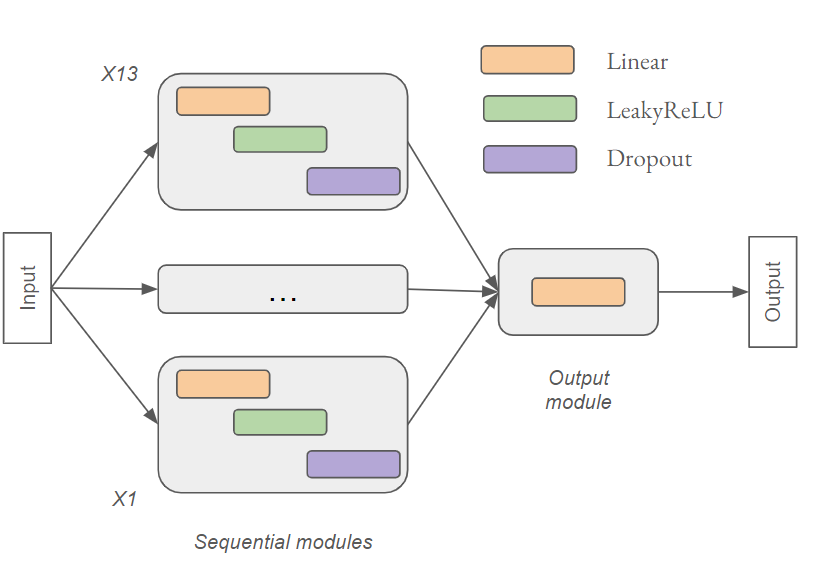 X13
Linear
LeakyReLU
Dropout
Input
...
Output
Output
module
X1
Sequential modules